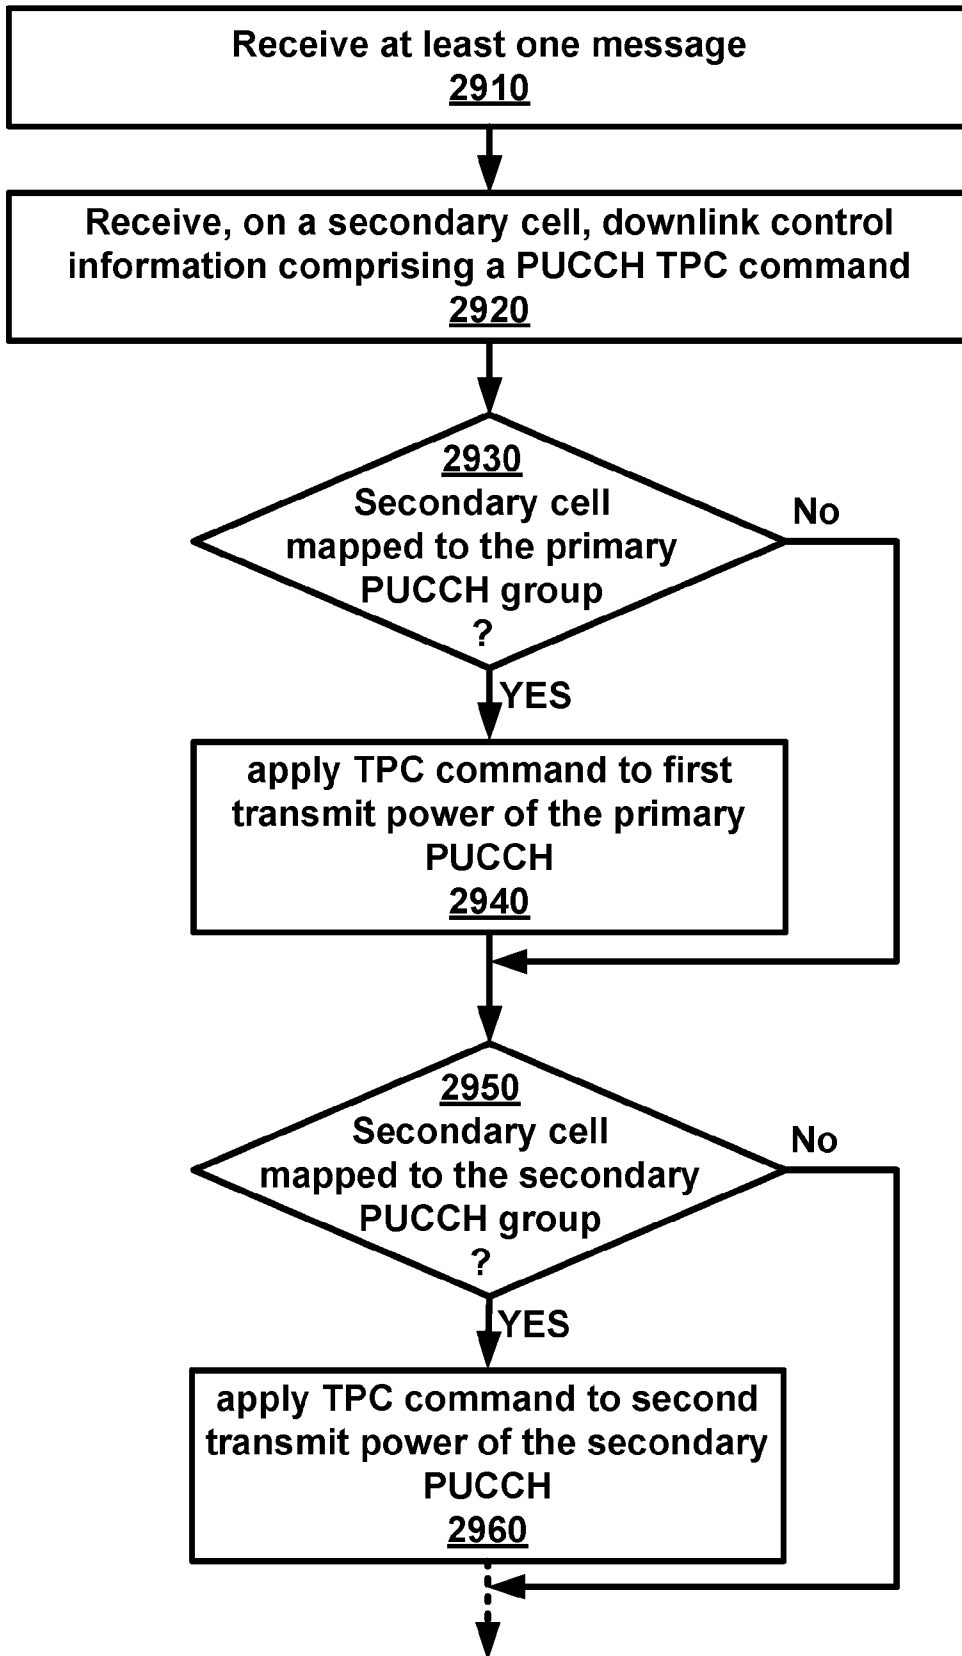 Receive at least one message
2910
Receive, on a secondary cell, downlink control
information comprising a PUCCH TPC command
2920
2930
Secondary cell
mapped to the primary
PUCCH group
?
No
YES
apply TPC command to first
transmit power of the primary
PUCCH
2940
2950
Secondary cell
mapped to the secondary
PUCCH group
?
No
YES
apply TPC command to second
transmit power of the secondary
PUCCH
2960